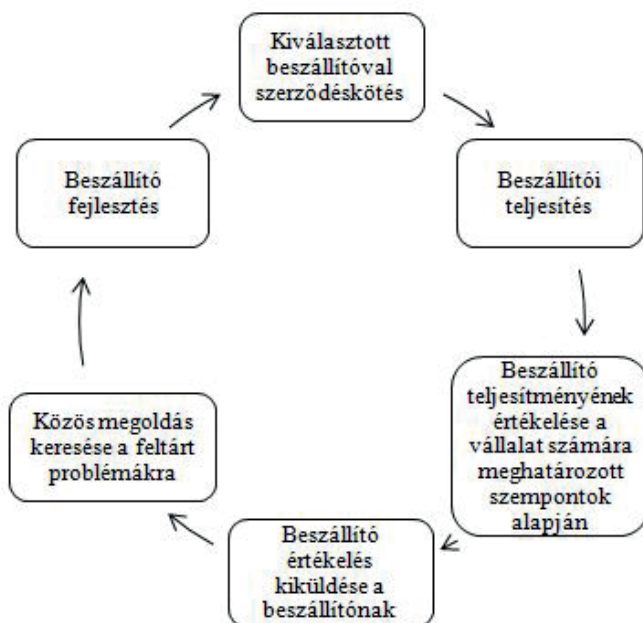 Kiválasztott
beszállítóval
szerződéskötés
Beszállítói
teljesítés
Beszállító
teljesítményének
értékelése a
vállalat számára
meghatározott
szempontok
alapján
Beszállító
értékelés
kiküldése a
beszállítónak
Közös megoldás
keresése a feltárt
problémákra
Beszállító
fejlesztés